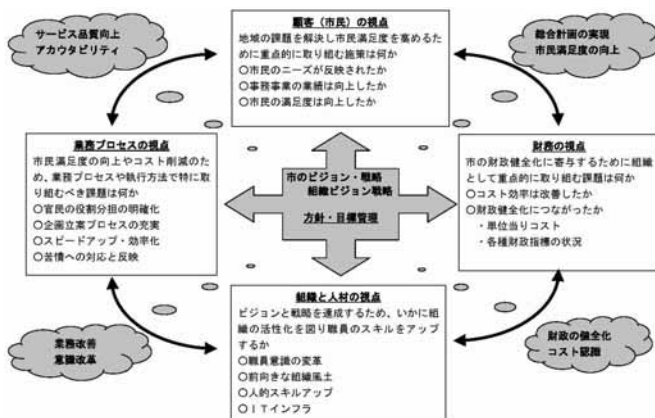 サービス品質向上
アカウタビリティ
顧客（市民）の視点
地域の課題を解決し市民満足度を高めるた
めに重点的に取り組む施策は何か
○市民のニーズが反映されたか
○事務事業の業績は向上したか
○市民の満足度は向上したか
総合計画の実現
市民満足度の向上
業務プロセスの視点
市民満足度の向上やコスト削減のた
め、業務プロセスや執行方法で特に取
り組むべき課題は何か
○官民の役割分担の明確化
○企画立案プロセスの充実
○スピードアップ・効率化
○苦情への対応と反映
市のビジョン・戦略
組織ビジョン戦略
方針・目標管理
財務の視点
市の財政健全化に寄与するために組織
として重点的に取り組む課題は何か
○コスト効率は改善したか
○財政健全化につながったか
・単位当りコスト
・各種財政指標の状況
組織と人材の視点
ビジョンと戦略を達成するため、いかに組
織の活性化を図り職員のスキルをアップ
するか
○職員意識の変革
○前向きな組織風土
○人的スキルアップ
○ＩＴインフラ
業務改善
意識改革
財政の健全化
コスト認識